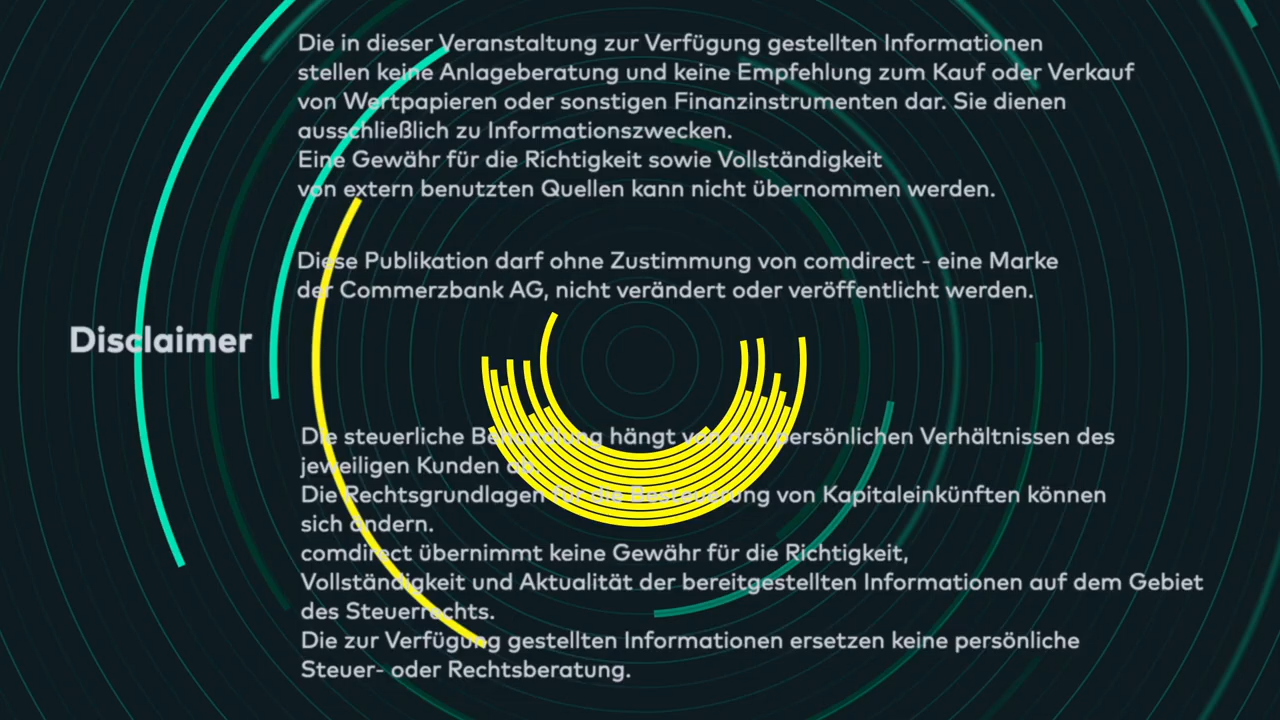 Die in dieser Veranstaltung zur Verfügung gestellten Informationen
stellen keine Anlageberatung und keine Empfehlung zum Kauf oder Verkauf
von Wertpapieren oder sonstigen Finanzinstrumenten dar. Sie dienen
ausschließlich zu Informationszwecken.
Eine Gewähr für die Richtigkeit sowie Vollständigkeit
von extern benutzten Quellen kann nicht übernommen werden.
Diese Publikation darf ohne Zustimmung von comdirect - eine Marke
der Commerzbank AG, nicht verändert oder veröffentlicht werden.
Disclaimer
Die steuerliche Behandlung hängt von den persönlichen Verhältnissen des
jeweiligen Kunden ab.
Die Rechtsgrundlagen für die Besteuerung von Kapitaleinkünften können
sich ändern.
comdirect übernimmt keine Gewähr für die Richtigkeit,
Vollständigkeit und Aktualität der bereitgestellten Informationen auf dem Gebiet
des Steuerrechts.
Die zur Verfügung gestellten Informationen ersetzen keine persönliche
Steuer- oder Rechtsberatung.